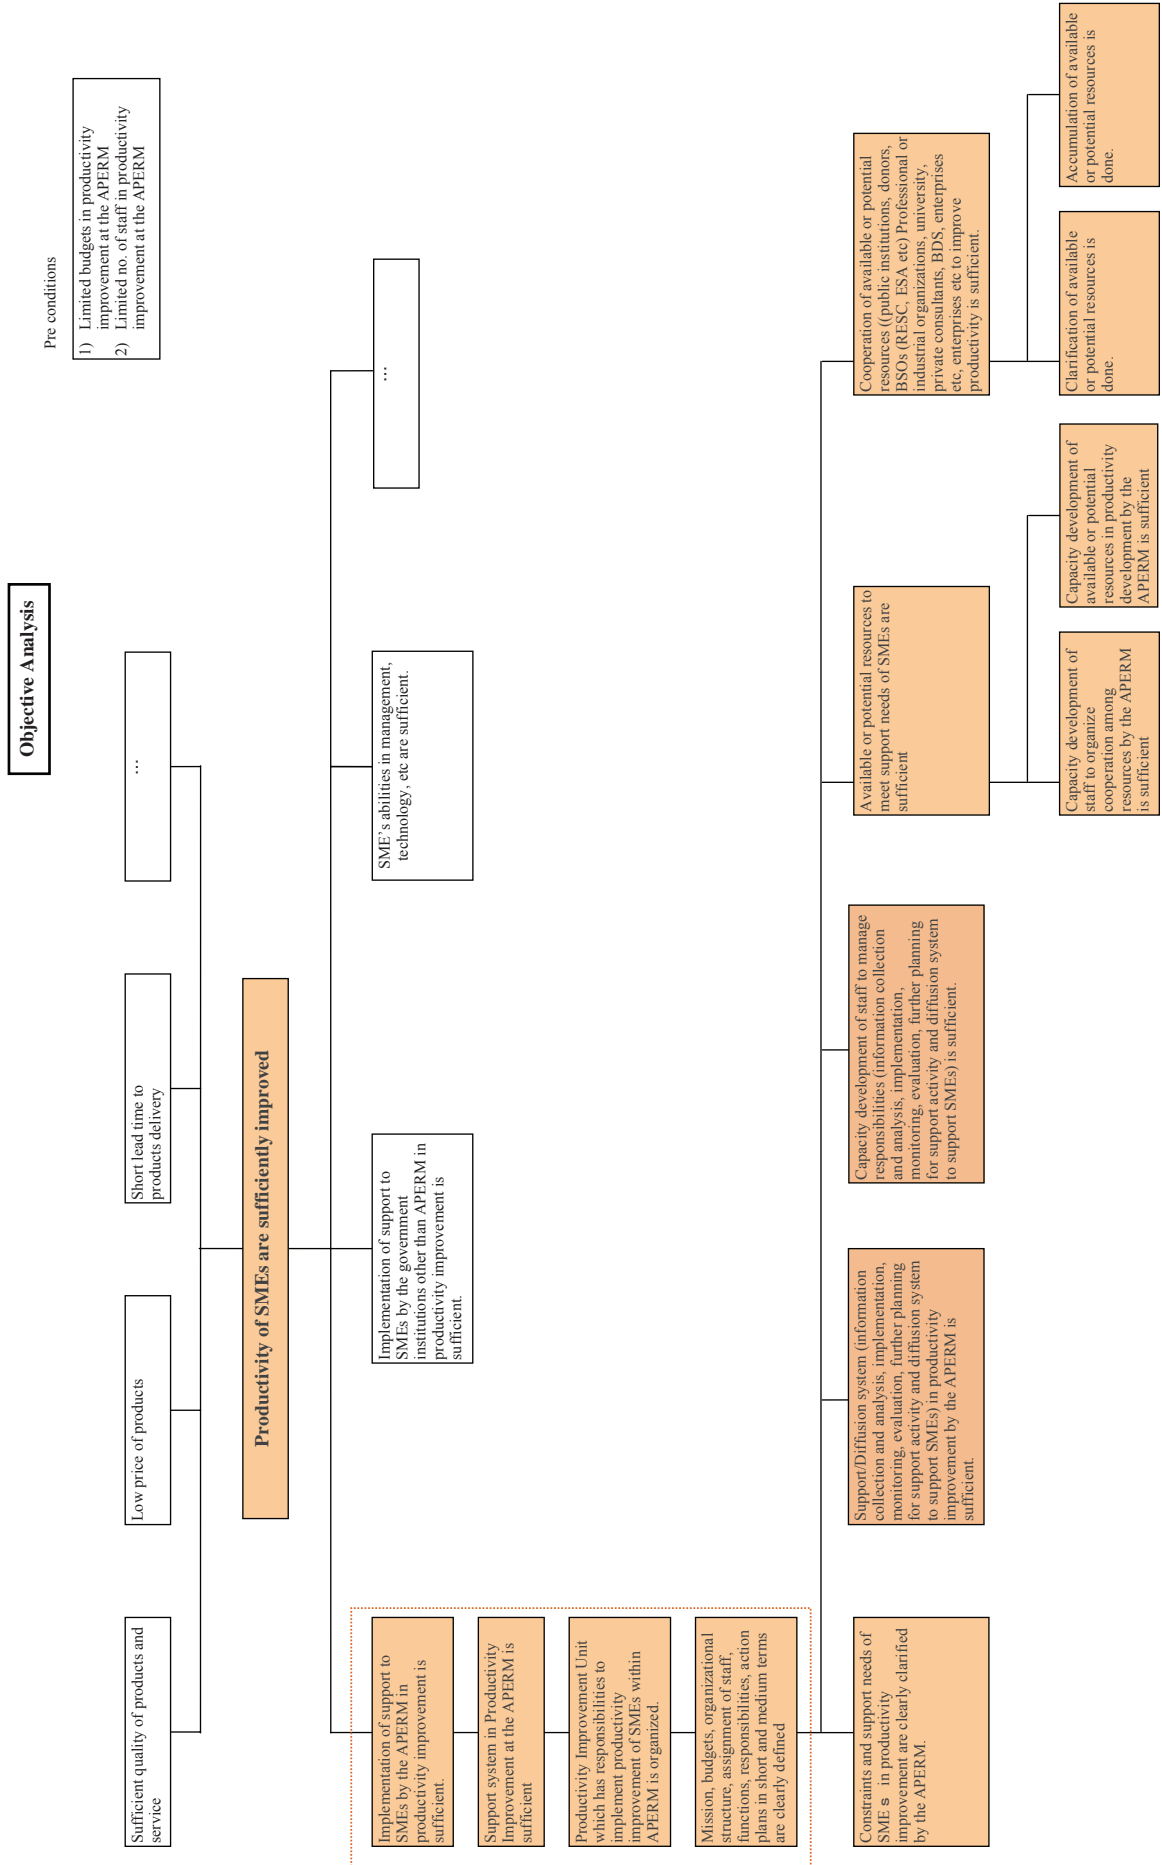 Objective Analysis
Pre conditions
1) Limited budgets in productivity
improvement at the APERM
2) Limited no. of staff in productivity
improvement at the APERM
Sufficient quality of products and
service
Low price of products
Short lead time to
products delivery
…
Productivity of SMEs are sufficiently improved
Implementation of support to
SMEs by the APERM in
productivity improvement is
sufficient.
Implementation of support to
SMEs by the government
institutions other than APERM in
productivity improvement is
sufficient.
SME's abilities in management,
technology, etc are sufficient.
…
Support system in Productivity
Improvement at the APERM is
sufficient
Productivity Improvement Unit
which has responsibilities to
implement productivity
improvement of SMEs within
APERM is organized.
Mission, budgets, organizational
structure, assignment of staff,
functions, responsibilities, action
plans in short and medium terms
are clearly defined
Constraints and support needs of
SME s in productivity
improvement are clearly clarified
by the APERM.
Support/Diffusion system (information
collection and analysis, implementation,
monitoring, evaluation, further planning
for support activity and diffusion system
to support SMEs) in productivity
improvement by the APERM is
sufficient.
Capacity development of staff to manage
responsibilities (information collection
and analysis, implementation,
monitoring, evaluation, further planning
for support activity and diffusion system
to support SMEs) is sufficient.
Available or potential resources to
meet support needs of SMEs are
sufficient
Cooperation of available or potential
resources ((public institutions, donors,
BSOs (RESC, ESA etc) Professional or
industrial organizations, university,
private consultants, BDS, enterprises
etc, enterprises etc to improve
productivity is sufficient.
Capacity development of
staff to organize
cooperation among
resources by the APERM
is sufficient
Capacity development of
available or potential
resources in productivity
development by the
APERM is sufficient
Clarification of available
or potential resources is
done.
Accumulation of available
or potential resources is
done.